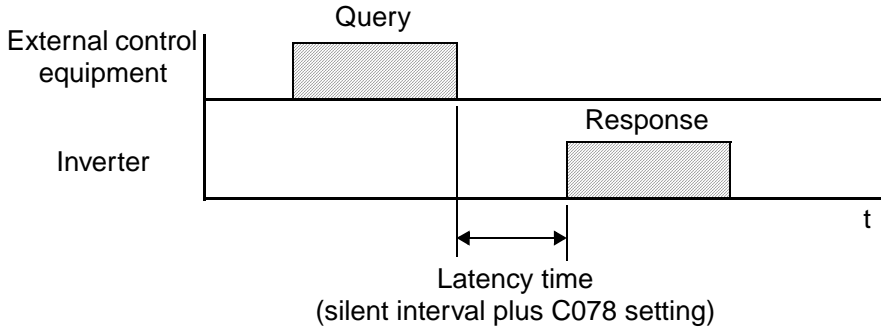 Query
External control
equipment
Response
Inverter
t
Latency time
(silent interval plus C078 setting)